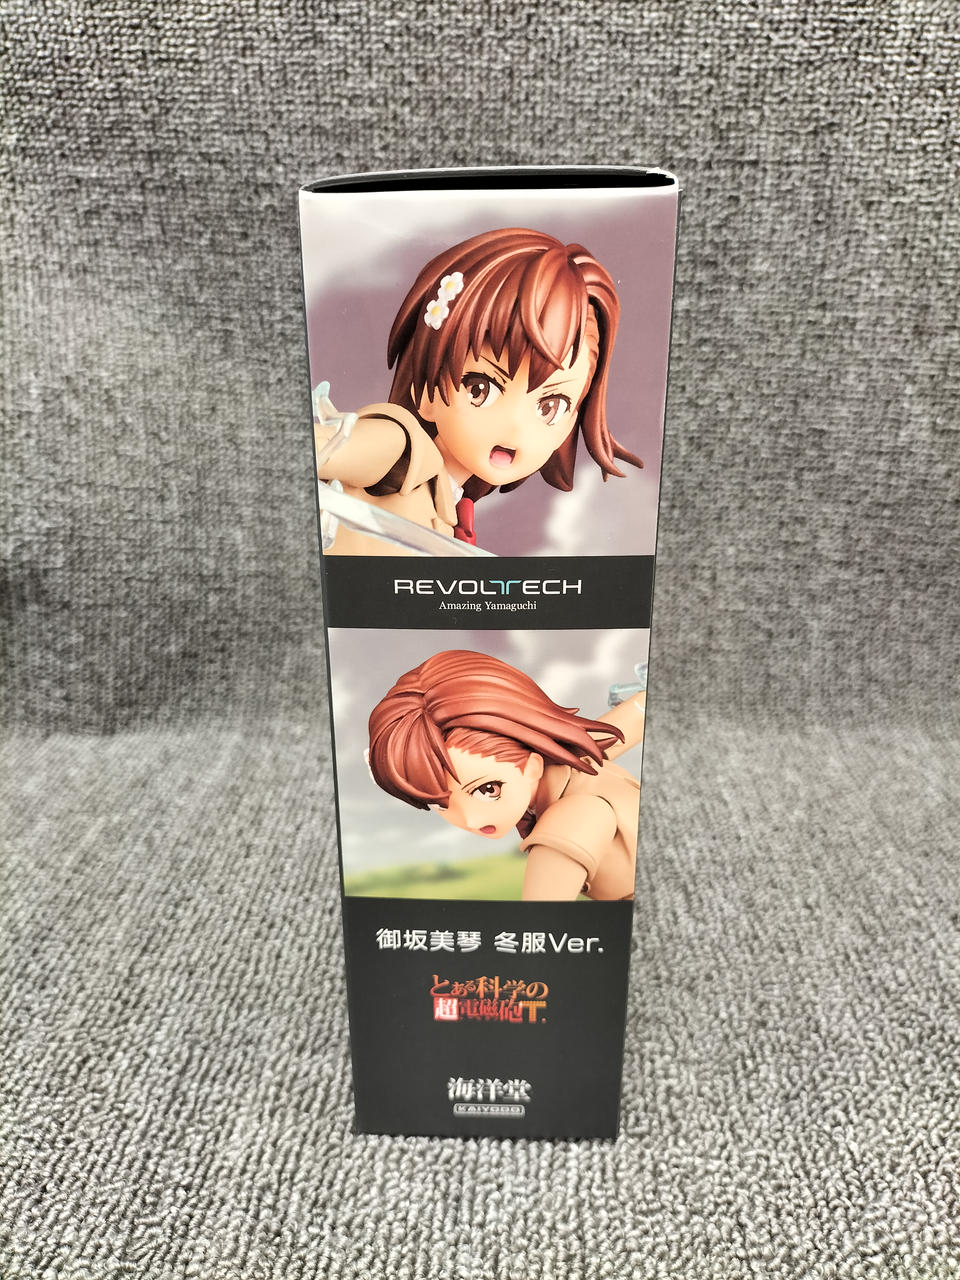 REVOLTECH
Amazing Yamaguchi
御坂美琴 冬服Ver.
とある科学の
超電磁砲T.
海洋堂
KAIYODO